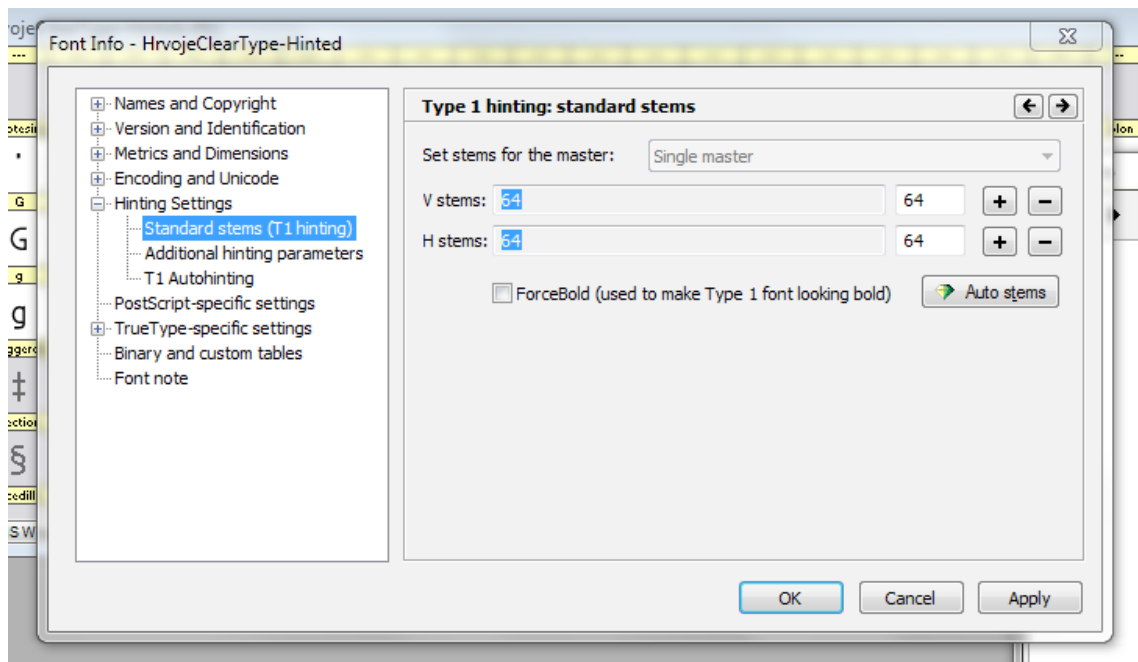 Font Info - HrvojeClearType-Hinted
Names and Copyright
Version and Identification
Metrics and Dimensions
Encoding and Unicode
Hinting Settings
Standard stems (T1 hinting)
Additional hinting parameters
T1 Autohinting
PostScript-specific settings
TrueType-specific settings
Binary and custom tables
Font note
Type 1 hinting: standard stems
Set stems for the master: Single master
V stems: 64 64
H stems: 64 64
ForceBold (used to make Type 1 font looking bold) Auto stems
OK Cancel Apply
G
G
g
g
‡
§
S W